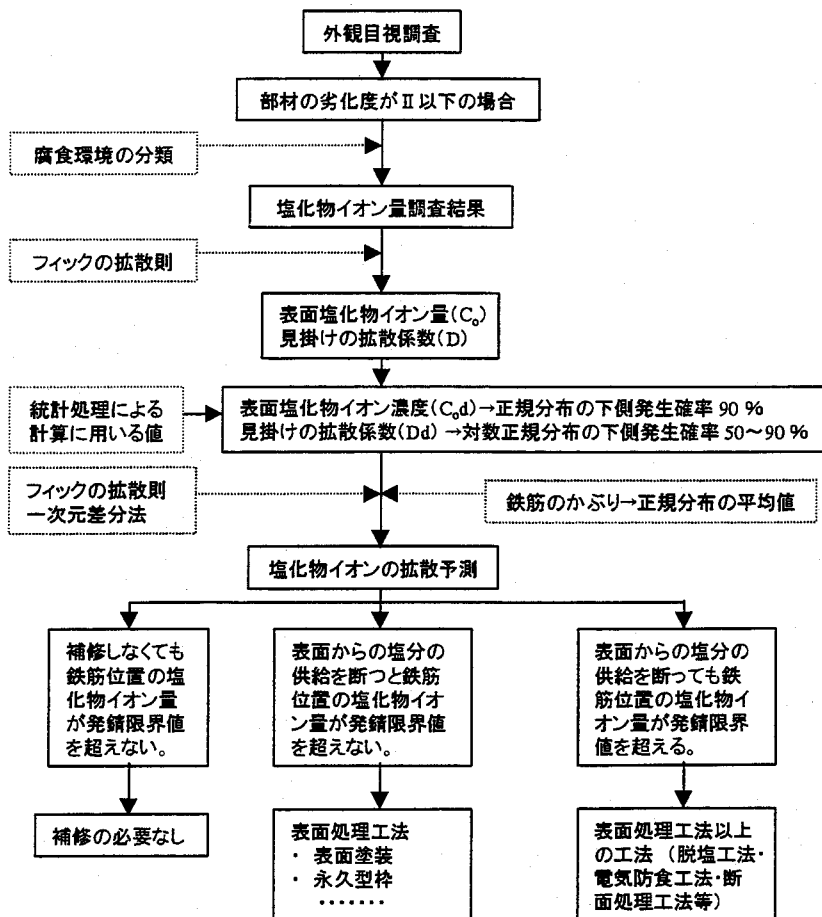 外観目視調査
部材の劣化度がⅡ以下の場合
腐食環境の分類
塩化物イオン量調査結果
フィックの拡散則
表面塩化物イオン量(C₀)
見掛けの拡散係数(D)
統計処理による
計算に用いる値
表面塩化物イオン濃度(C₀d)→正規分布の下側発生確率 90 %
見掛けの拡散係数(Dd) →対数正規分布の下側発生確率 50～90 %
フィックの拡散則
一次元差分法
鉄筋のかぶり→正規分布の平均値
塩化物イオンの拡散予測
補修しなくても
鉄筋位置の塩
化物イオン量
が発錆限界値
を超えない。
表面からの塩分の
供給を断つと鉄筋
位置の塩化物イオ
ン量が発錆限界値
を超えない。
表面からの塩分の
供給を断っても鉄
筋位置の塩化物イ
オン量が発錆限界
値を超える。
補修の必要なし
表面処理工法
・ 表面塗装
・ 永久型枠
・・・・・・・
表面処理工法以上
の工法 （脱塩工法・
電気防食工法・断
面処理工法等）